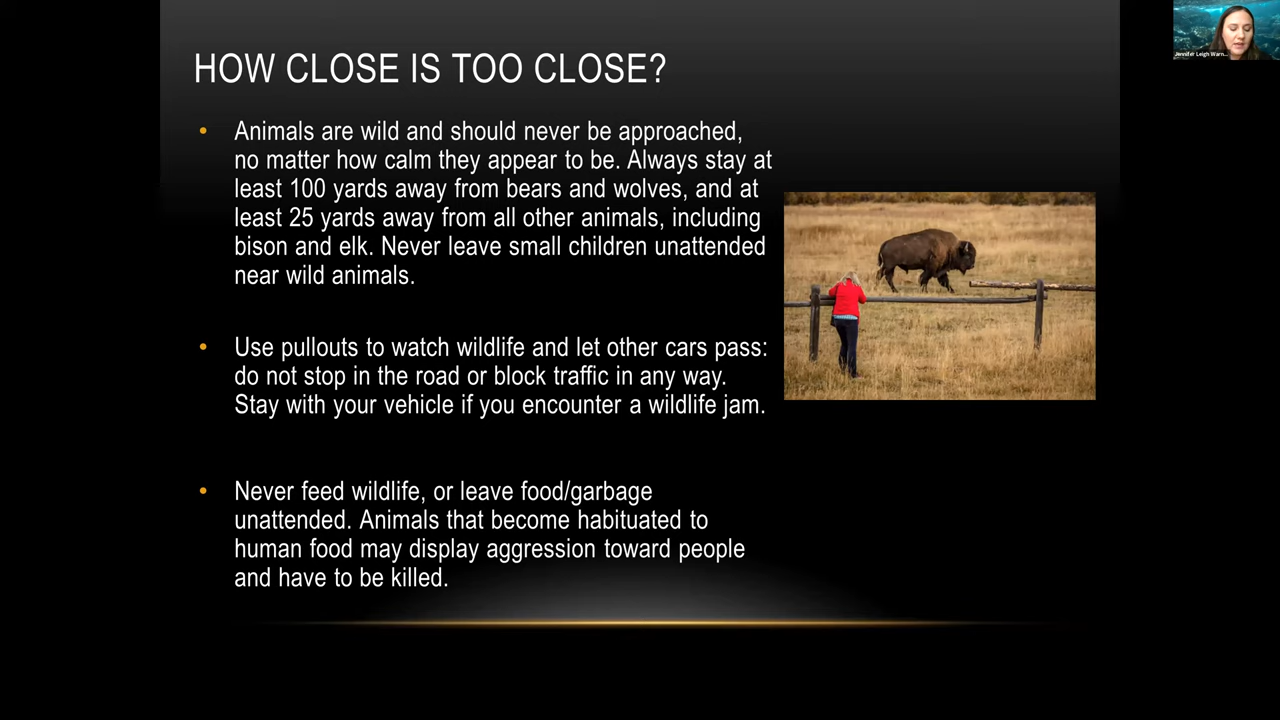 HOW CLOSE IS TOO CLOSE?
• Animals are wild and should never be approached,
no matter how calm they appear to be. Always stay at
least 100 yards away from bears and wolves, and at
least 25 yards away from all other animals, including
bison and elk. Never leave small children unattended
near wild animals.
• Use pullouts to watch wildlife and let other cars pass:
do not stop in the road or block traffic in any way.
Stay with your vehicle if you encounter a wildlife jam.
• Never feed wildlife, or leave food/garbage
unattended. Animals that become habituated to
human food may display aggression toward people
and have to be killed.
Jennifer Leigh Warn...